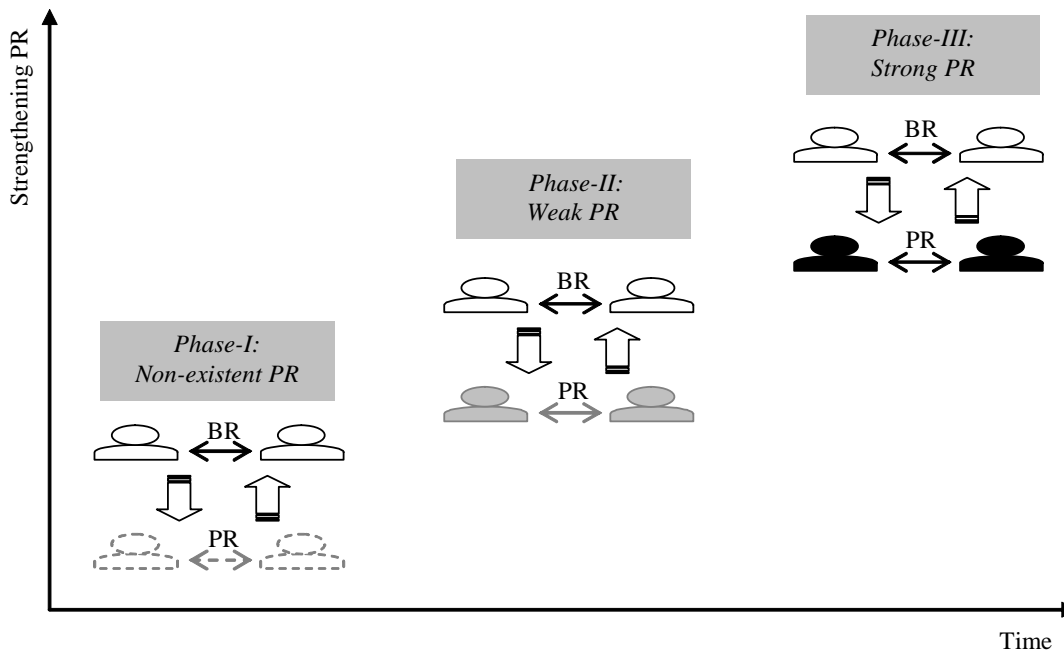 Strengthening PR
Phase-I:
Non-existent PR
BR
PR
Phase-II:
Weak PR
BR
PR
Phase-III:
Strong PR
BR
PR
Time